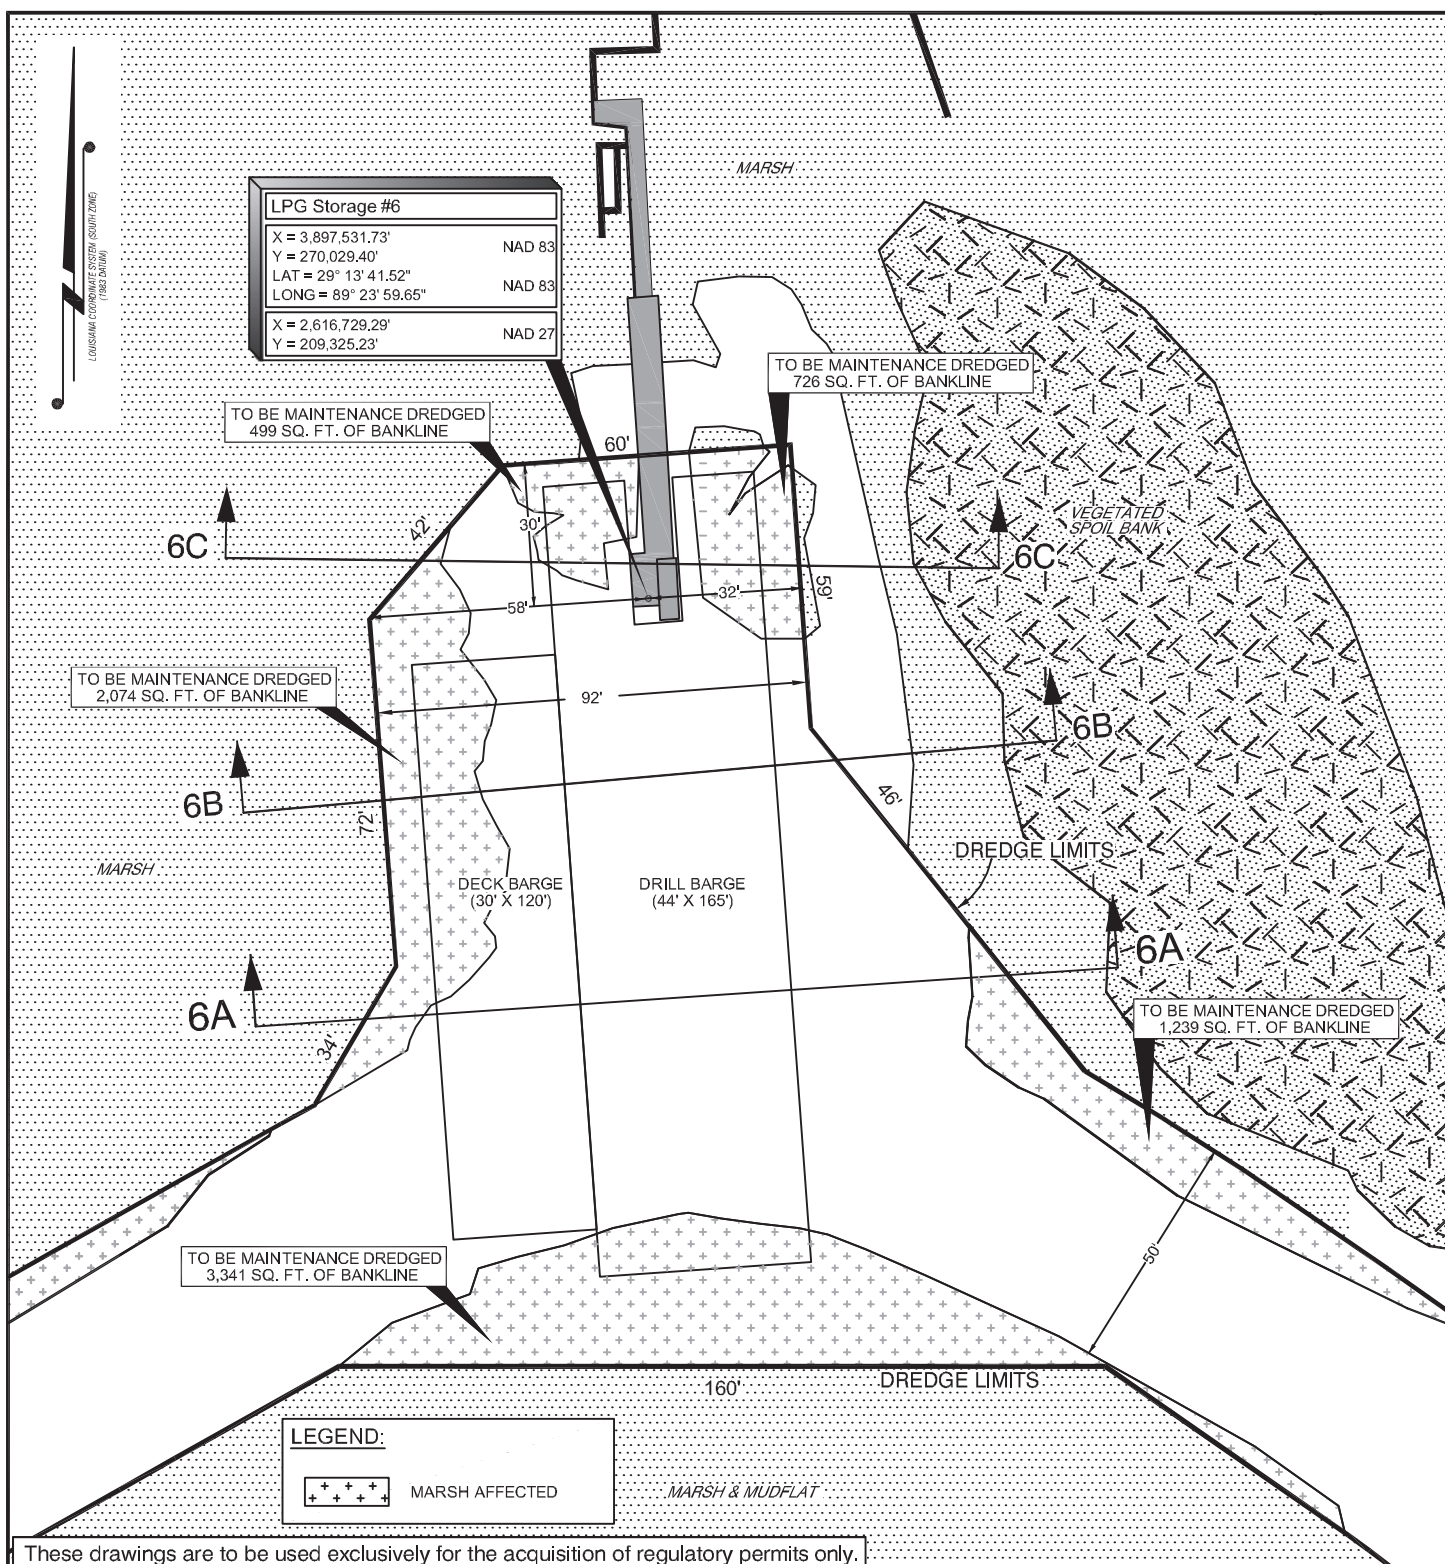 LOUISIANA COORDINATE SYSTEM (SOUTH ZONE)
(1983 DATUM)
MARSH
LPG Storage #6
X = 3,897,531.73'
Y = 270,029.40'
NAD 83
LAT = 29° 13' 41.52"
LONG = 89° 23' 59.65"
NAD 83
X = 2,616,729.29'
Y = 209,325.23'
NAD 27
TO BE MAINTENANCE DREDGED
726 SQ. FT. OF BANKLINE
TO BE MAINTENANCE DREDGED
499 SQ. FT. OF BANKLINE
60'
42'
30'
VEGETATED
SPOIL BANK
6C
6C
58'
32'
59'
TO BE MAINTENANCE DREDGED
2,074 SQ. FT. OF BANKLINE
92'
6B
6B
72'
46'
DREDGE LIMITS
MARSH
DECK BARGE
(30' X 120')
DRILL BARGE
(44' X 165')
6A
6A
34'
TO BE MAINTENANCE DREDGED
1,239 SQ. FT. OF BANKLINE
TO BE MAINTENANCE DREDGED
3,341 SQ. FT. OF BANKLINE
50'
160'
DREDGE LIMITS
LEGEND:
MARSH AFFECTED
MARSH & MUDFLAT
These drawings are to be used exclusively for the acquisition of regulatory permits only.